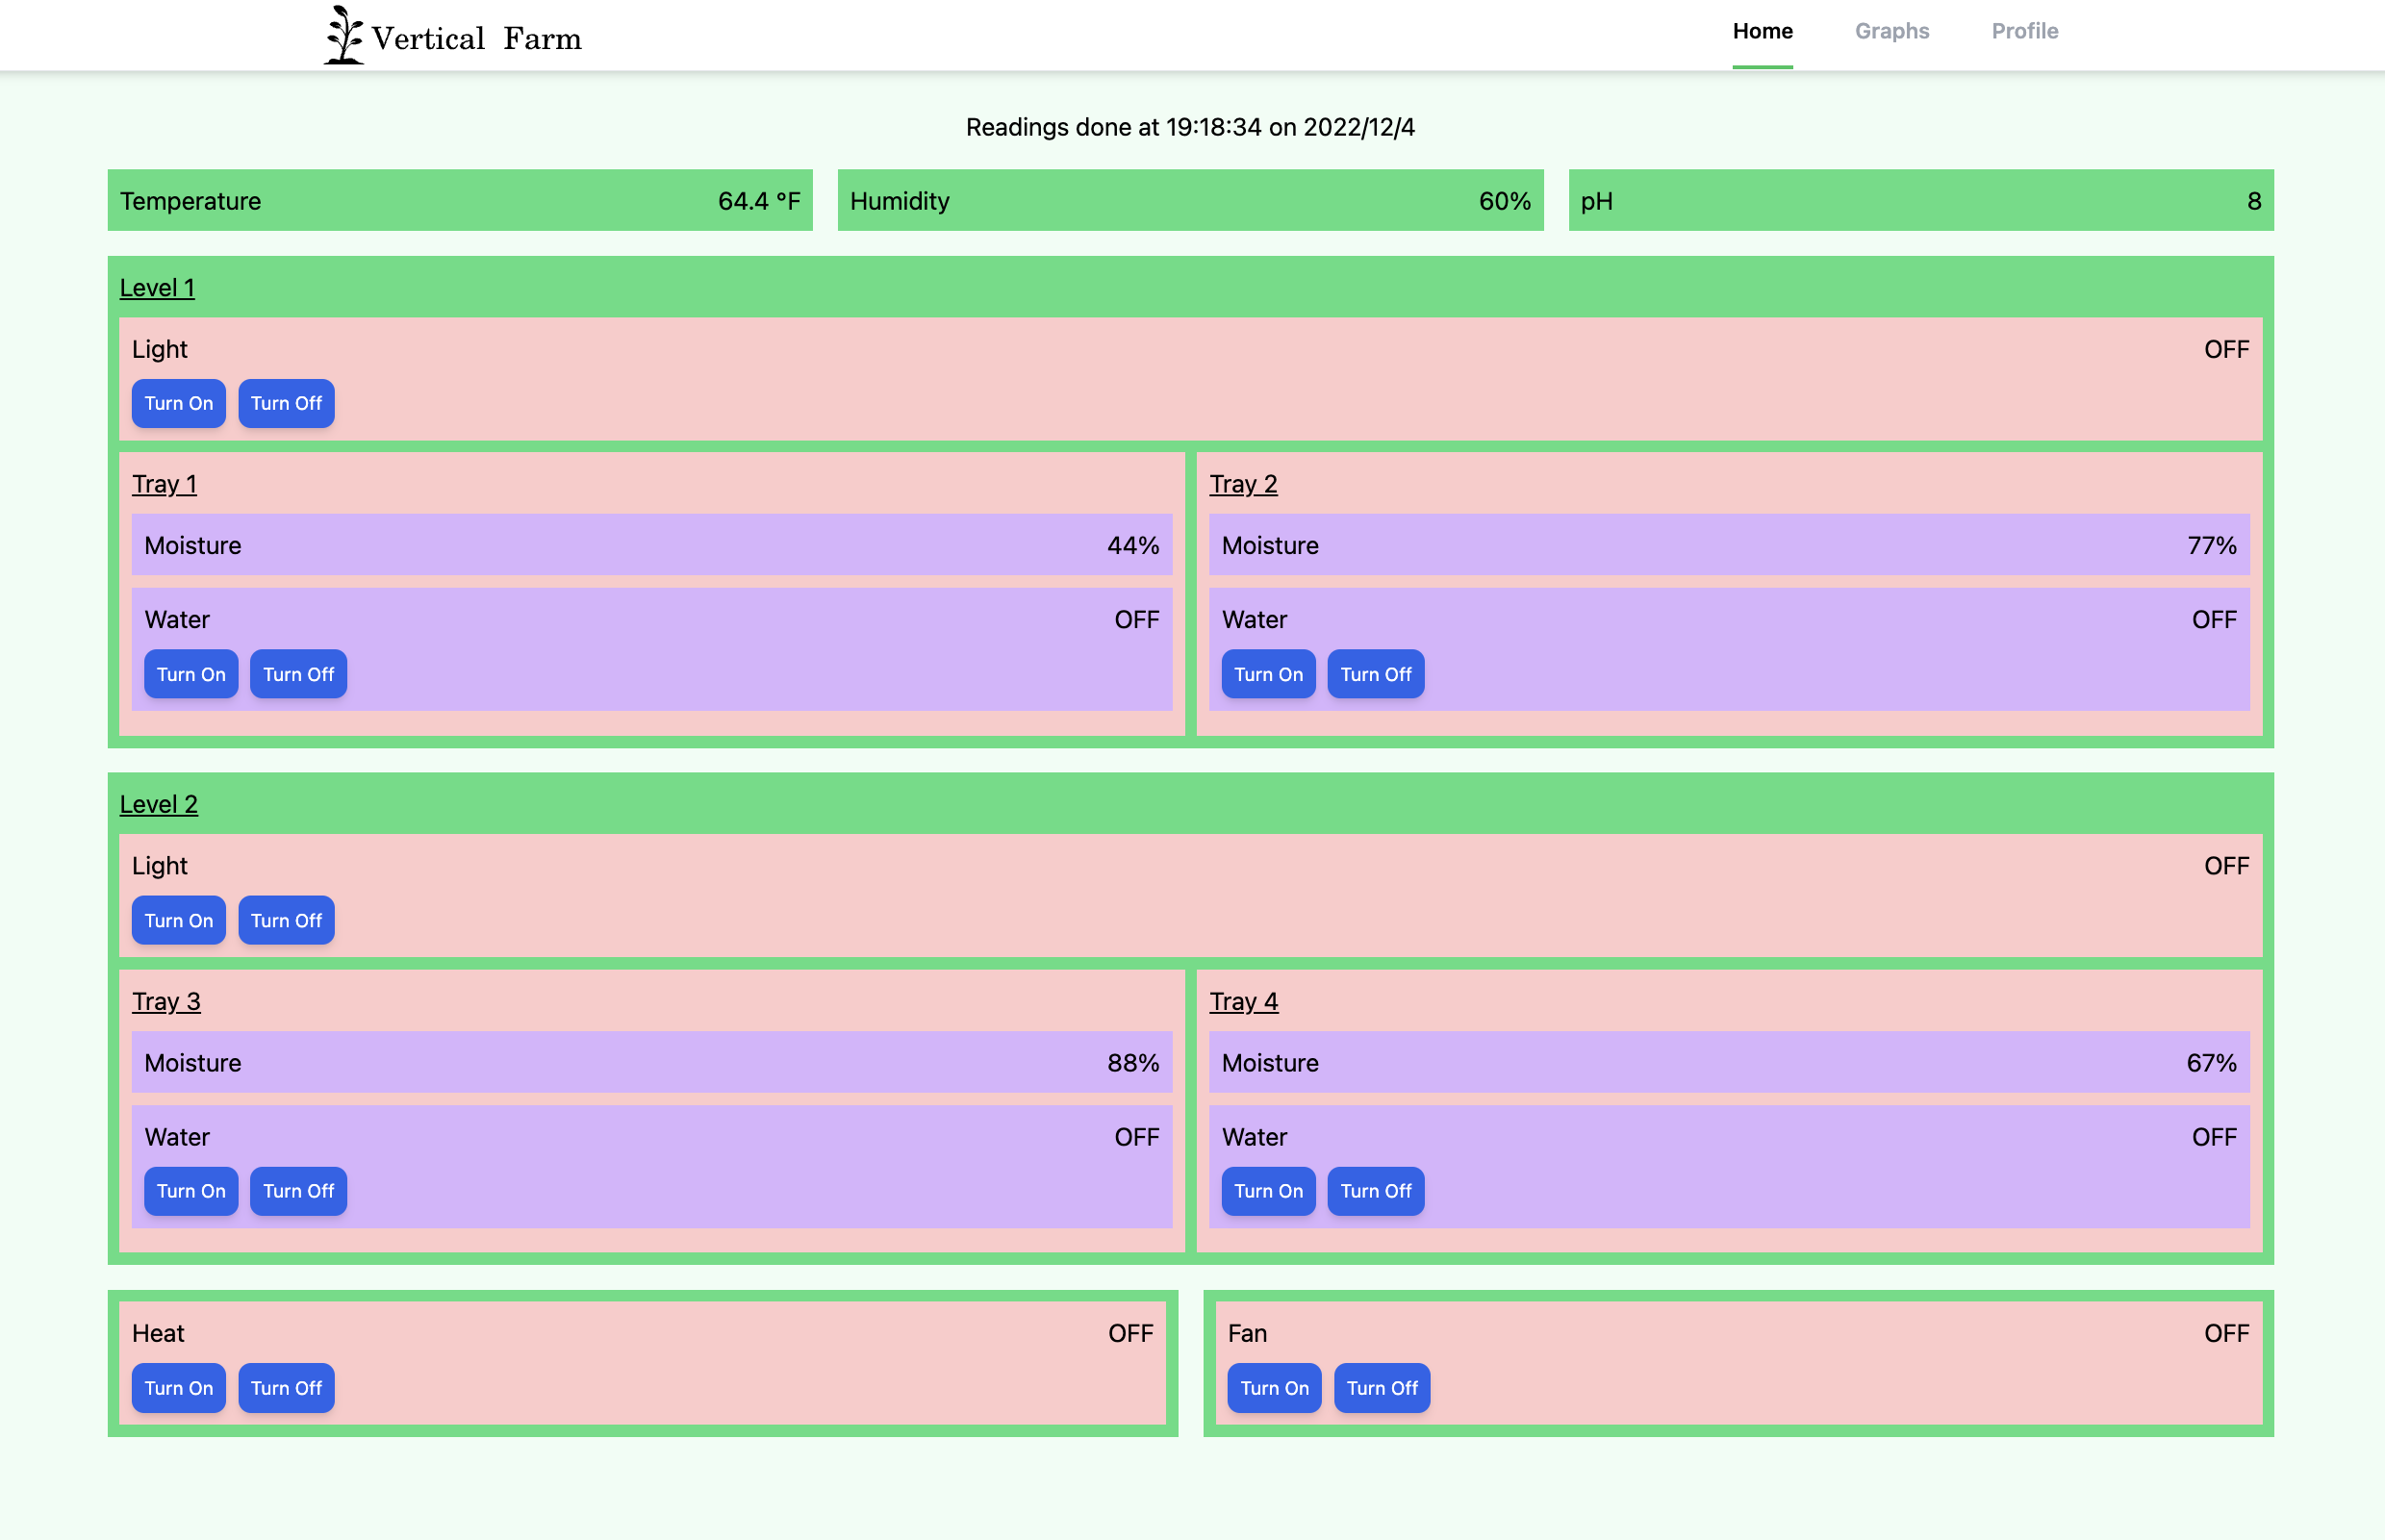 Vertical Farm
Home Graphs Profile
Readings done at 19:18:34 on 2022/12/4
Temperature 64.4 °F
Humidity 60%
pH 8
Level 1
Light OFF
Turn On Turn Off
Tray 1
Moisture 44%
Water OFF
Turn On Turn Off
Tray 2
Moisture 77%
Water OFF
Turn On Turn Off
Level 2
Light OFF
Turn On Turn Off
Tray 3
Moisture 88%
Water OFF
Turn On Turn Off
Tray 4
Moisture 67%
Water OFF
Turn On Turn Off
Heat OFF
Turn On Turn Off
Fan OFF
Turn On Turn Off